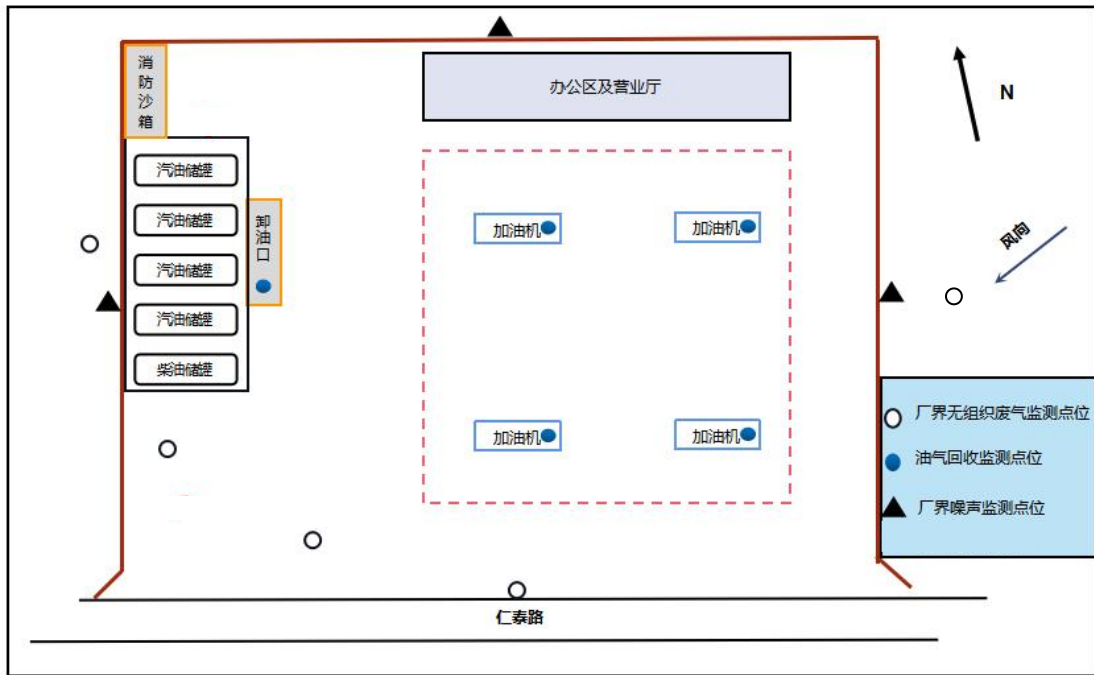 消防沙箱
办公区及营业厅
N
汽油储罐
汽油储罐
汽油储罐
汽油储罐
柴油储罐
卸油口
加油机
加油机
风向
加油机
加油机
厂界无组织废气监测点位
油气回收监测点位
厂界噪声监测点位
仁泰路